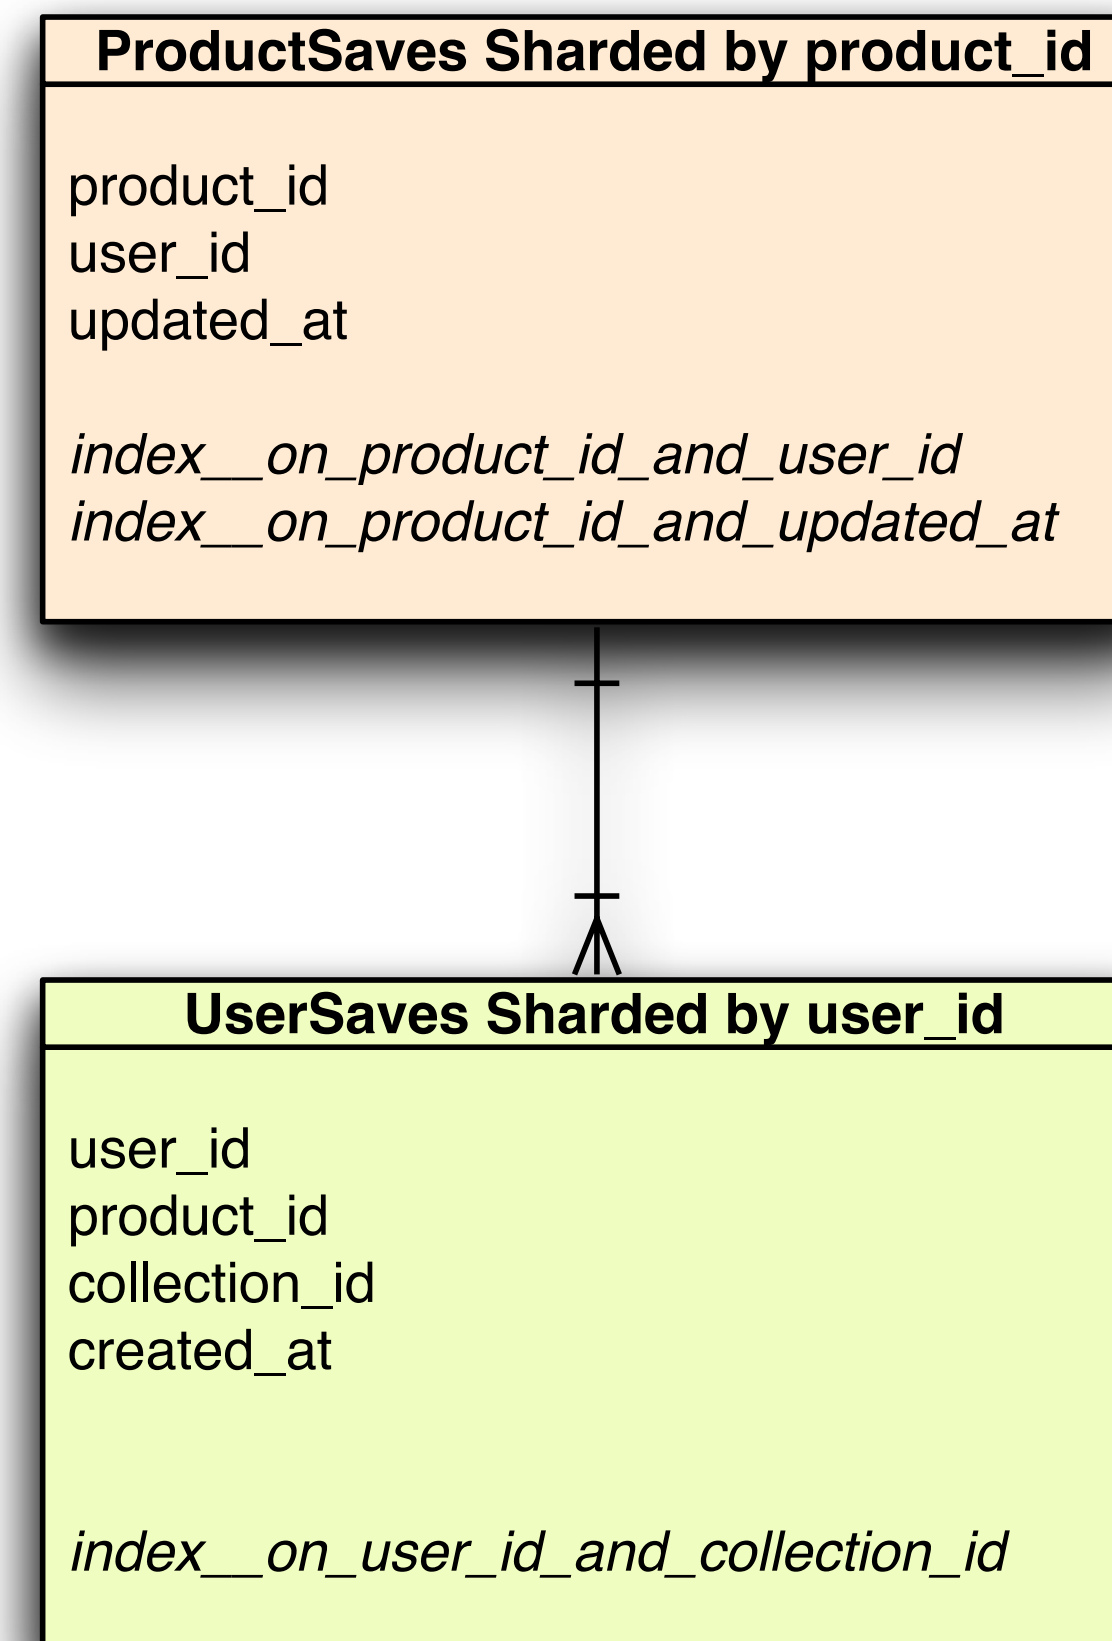 ProductSaves Sharded by product_id
product_id
user_id
updated_at
index__on_product_id_and_user_id
index__on_product_id_and_updated_at
UserSaves Sharded by user_id
user_id
product_id
collection_id
created_at
index__on_user_id_and_collection_id